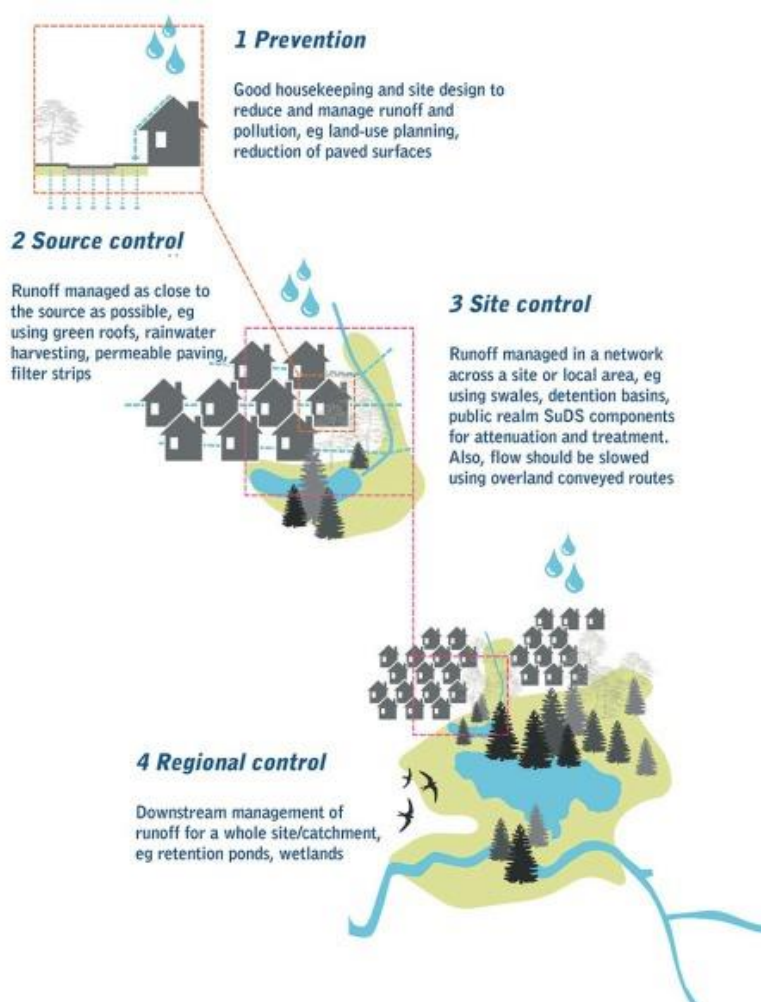 1 Prevention
Good housekeeping and site design to
reduce and manage runoff and
pollution, eg land-use planning,
reduction of paved surfaces
2 Source control
Runoff managed as close to
the source as possible, eg
using green roofs, rainwater
harvesting, permeable paving,
filter strips
3 Site control
Runoff managed in a network
across a site or local area, eg
using swales, detention basins,
public realm SuDS components
for attenuation and treatment.
Also, flow should be slowed
using overland conveyed routes
4 Regional control
Downstream management of
runoff for a whole site/catchment,
eg retention ponds, wetlands